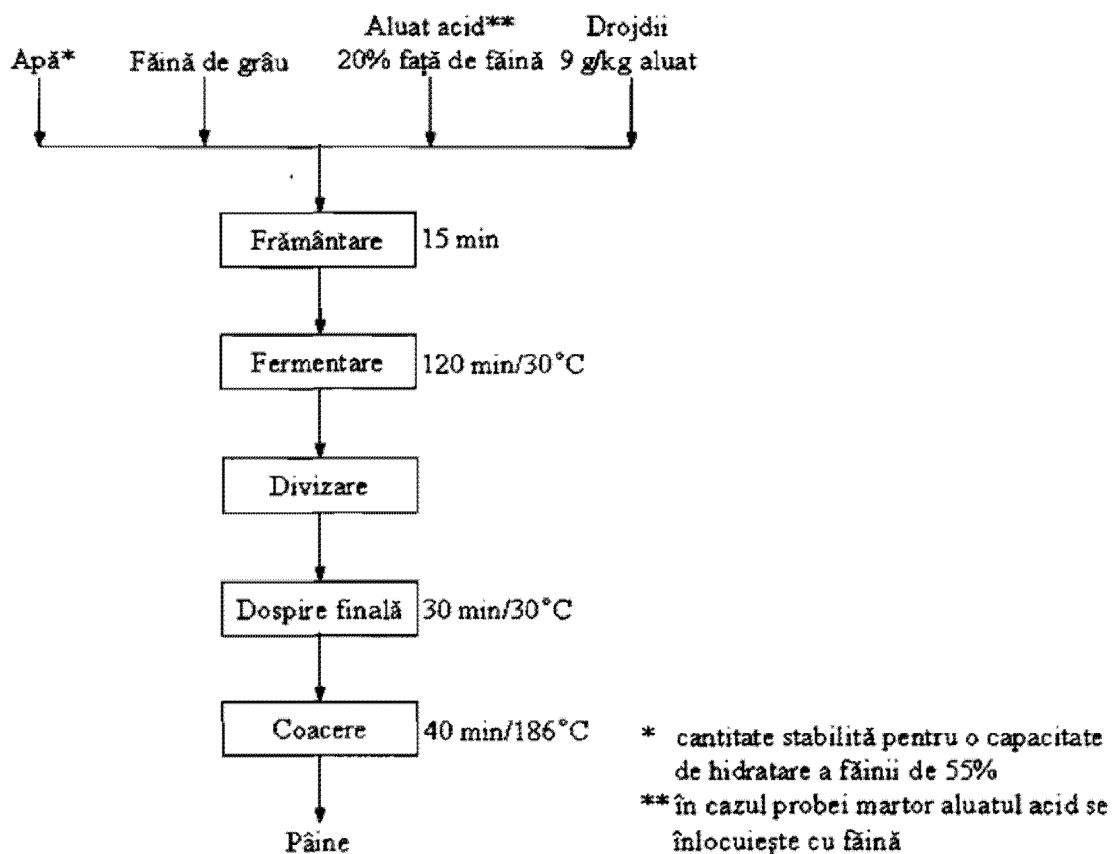 Apă*
Făină de grâu
Aluat acid**
20% față de făină
Drojdii
9 g/kg aluat
Frământare
15 min
Fermentare
120 min/30°C
Divizare
Dospire finală
30 min/30°C
Coacere
40 min/186°C
Pâine
* cantitate stabilită pentru o capacitate
de hidratare a făinii de 55%
** în cazul probei martor aluatul acid se
înlocuiește cu făină